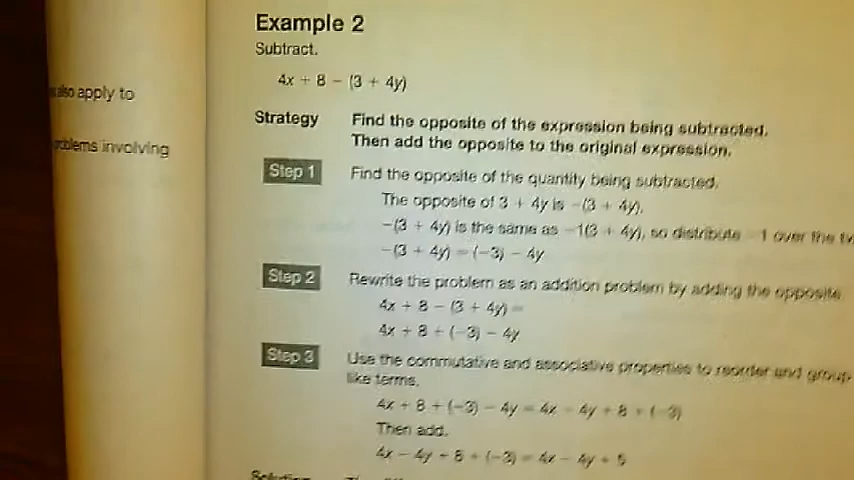 also apply to
problems involving
Example 2
Subtract.
4x + 8 − (3 + 4y)
Strategy Find the opposite of the expression being subtracted.
Then add the opposite to the original expression.
Step 1 Find the opposite of the quantity being subtracted.
The opposite of 3 + 4y is −(3 + 4y).
−(3 + 4y) is the same as −1(3 + 4y), so distribute −1 over the
−(3 + 4y) = (−3) − 4y
Step 2 Rewrite the problem as an addition problem by adding the opposite
4x + 8 − (3 + 4y) =
4x + 8 + (−3) − 4y
Step 3 Use the commutative and associative properties to reorder and group
like terms.
4x + 8 + (−3) − 4y = 4x − 4y + 8 + (−3)
Then add.
4x − 4y + 8 + (−3) = 4x − 4y + 5
Solution